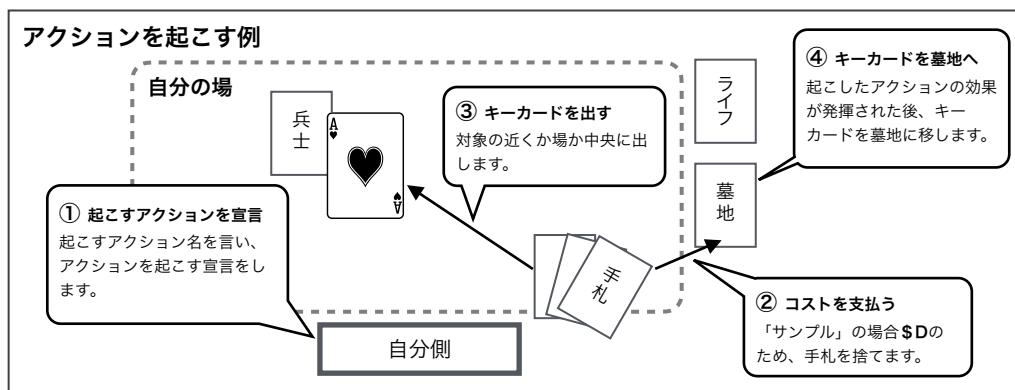 アクションを起こす例
自分の場
兵士
A
A
③ キーカードを出す
対象の近くか場か中央に出
します。
ライフ
墓地
④ キーカードを墓地へ
起こしたアクションの効果
が発揮された後、キー
カードを墓地に移します。
① 起こすアクションを宣言
起こすアクション名を言い、
アクションを起こす宣言をし
ます。
手札
② コストを支払う
「サンプル」の場合$Dの
ため、手札を捨てます。
自分側